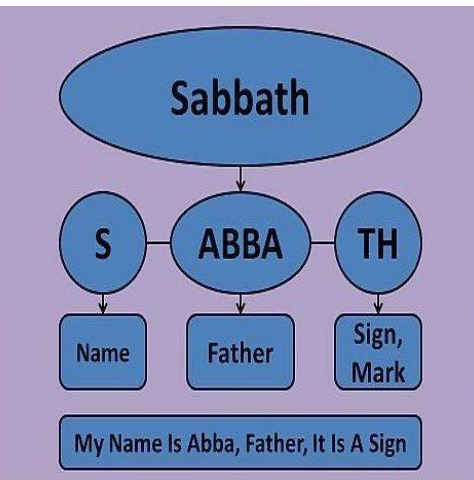 Sabbath
S
ABBA
TH
Name
Father
Sign,
Mark
My Name Is Abba, Father, It Is A Sign